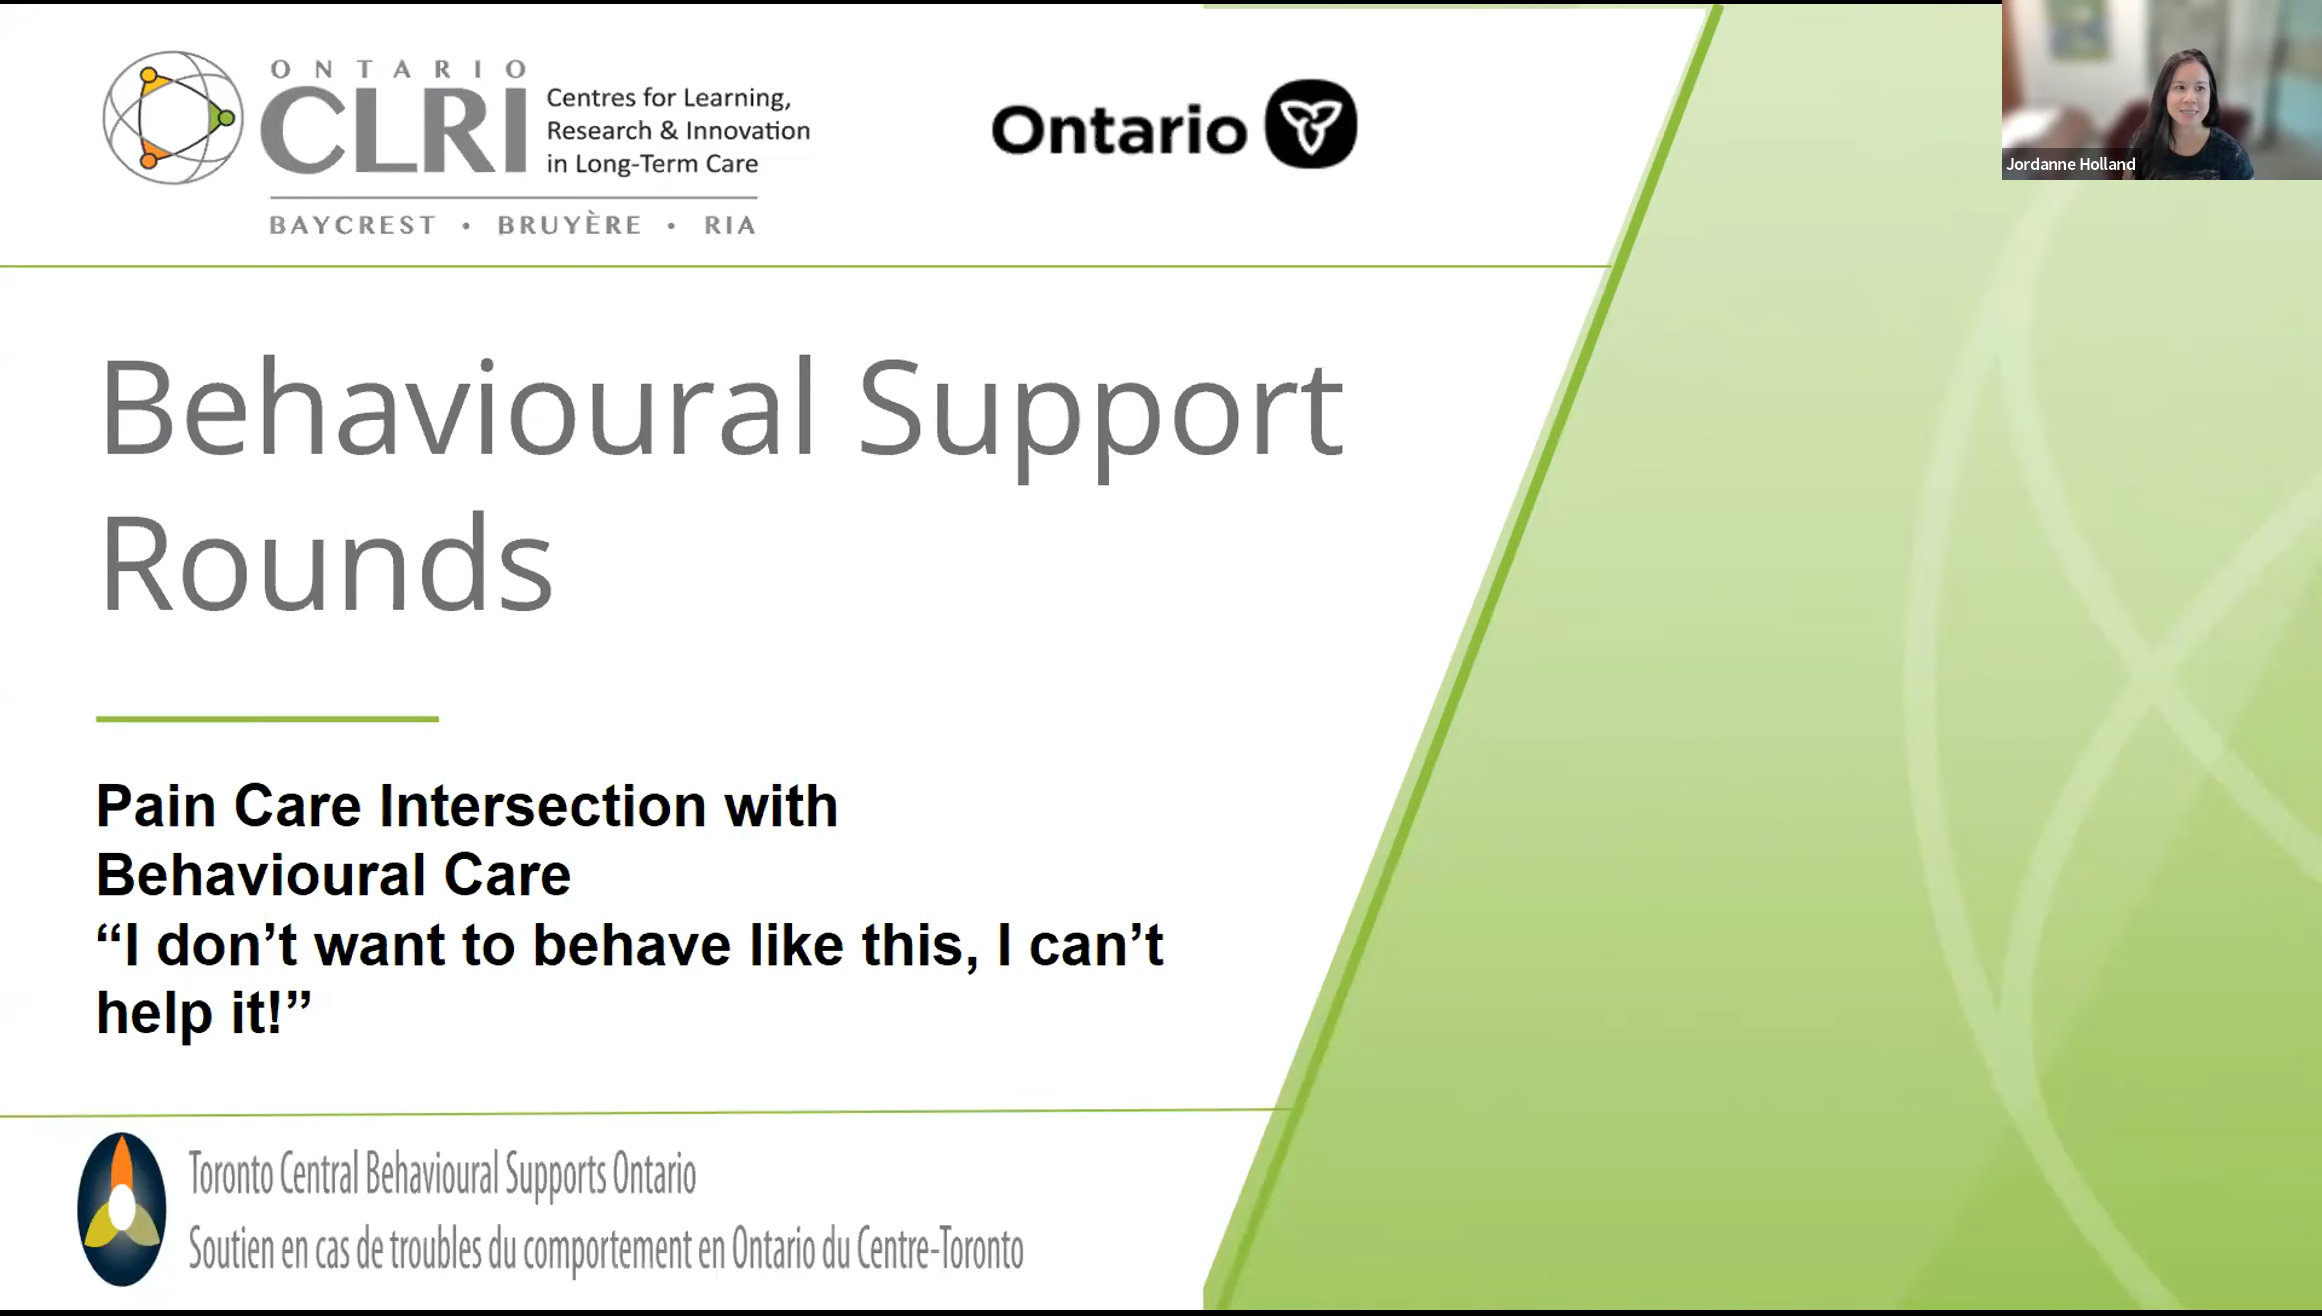 ONTARIO
CLRI
Centres for Learning,
Research & Innovation
in Long-Term Care
BAYCREST • BRUYÈRE • RIA
Ontario
Jordanne Holland
Behavioural Support
Rounds
Pain Care Intersection with
Behavioural Care
“I don’t want to behave like this, I can’t
help it!”
Toronto Central Behavioural Supports Ontario
Soutien en cas de troubles du comportement en Ontario du Centre-Toronto